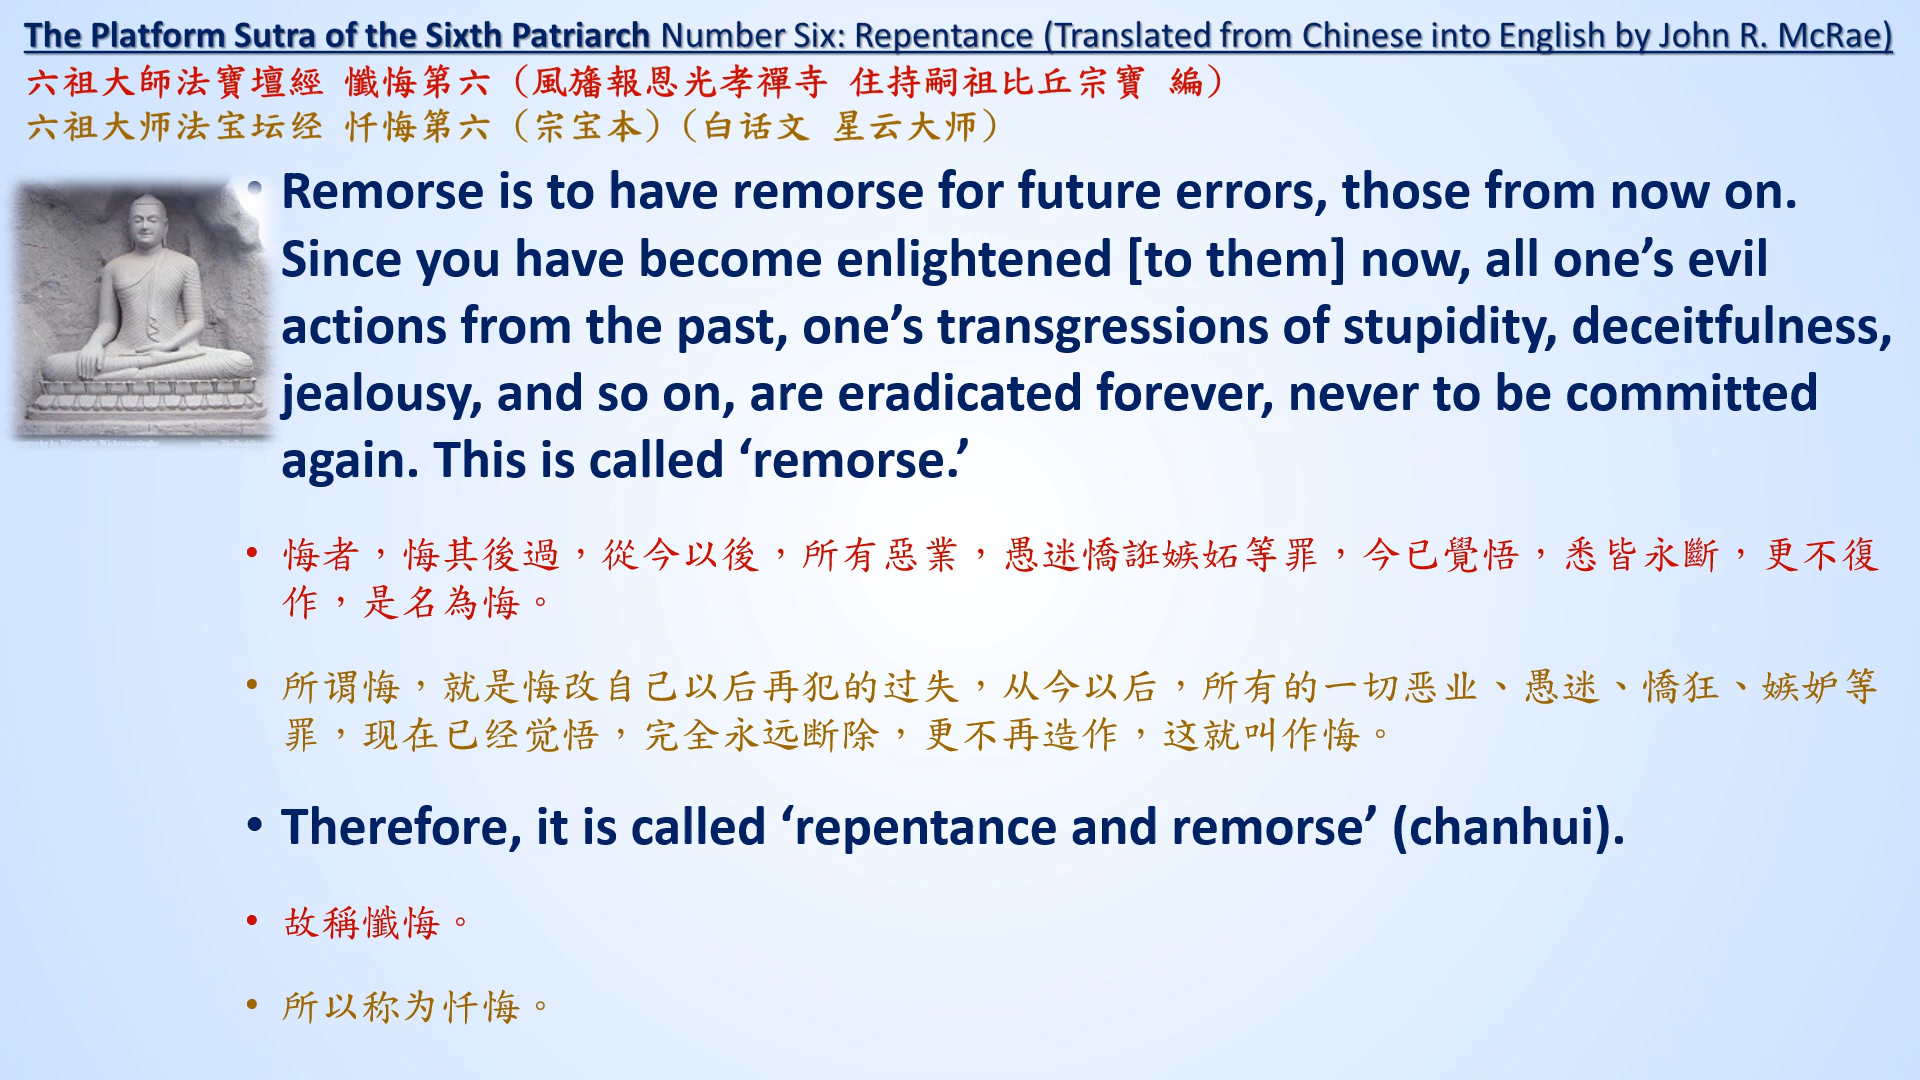 The Platform Sutra of the Sixth Patriarch Number Six: Repentance (Translated from Chinese into English by John R. McRae)
六祖大師法寶壇經 懺悔第六（風旛報恩光孝禪寺 住持嗣祖比丘宗寶 編）
六祖大师法宝坛经 忏悔第六（宗宝本）（白话文 星云大师）
• Remorse is to have remorse for future errors, those from now on.
Since you have become enlightened [to them] now, all one’s evil
actions from the past, one’s transgressions of stupidity, deceitfulness,
jealousy, and so on, are eradicated forever, never to be committed
again. This is called ‘remorse.’
• 悔者，悔其後過，從今以後，所有惡業，愚迷憍誑嫉妬等罪，今已覺悟，悉皆永斷，更不復
作，是名為悔。
• 所谓悔，就是悔改自己以后再犯的过失，从今以后，所有的一切恶业、愚迷、憍狂、嫉妒等
罪，现在已经觉悟，完全永远断除，更不再造作，这就叫作悔。
• Therefore, it is called ‘repentance and remorse’ (chanhui).
• 故稱懺悔。
• 所以称为忏悔。